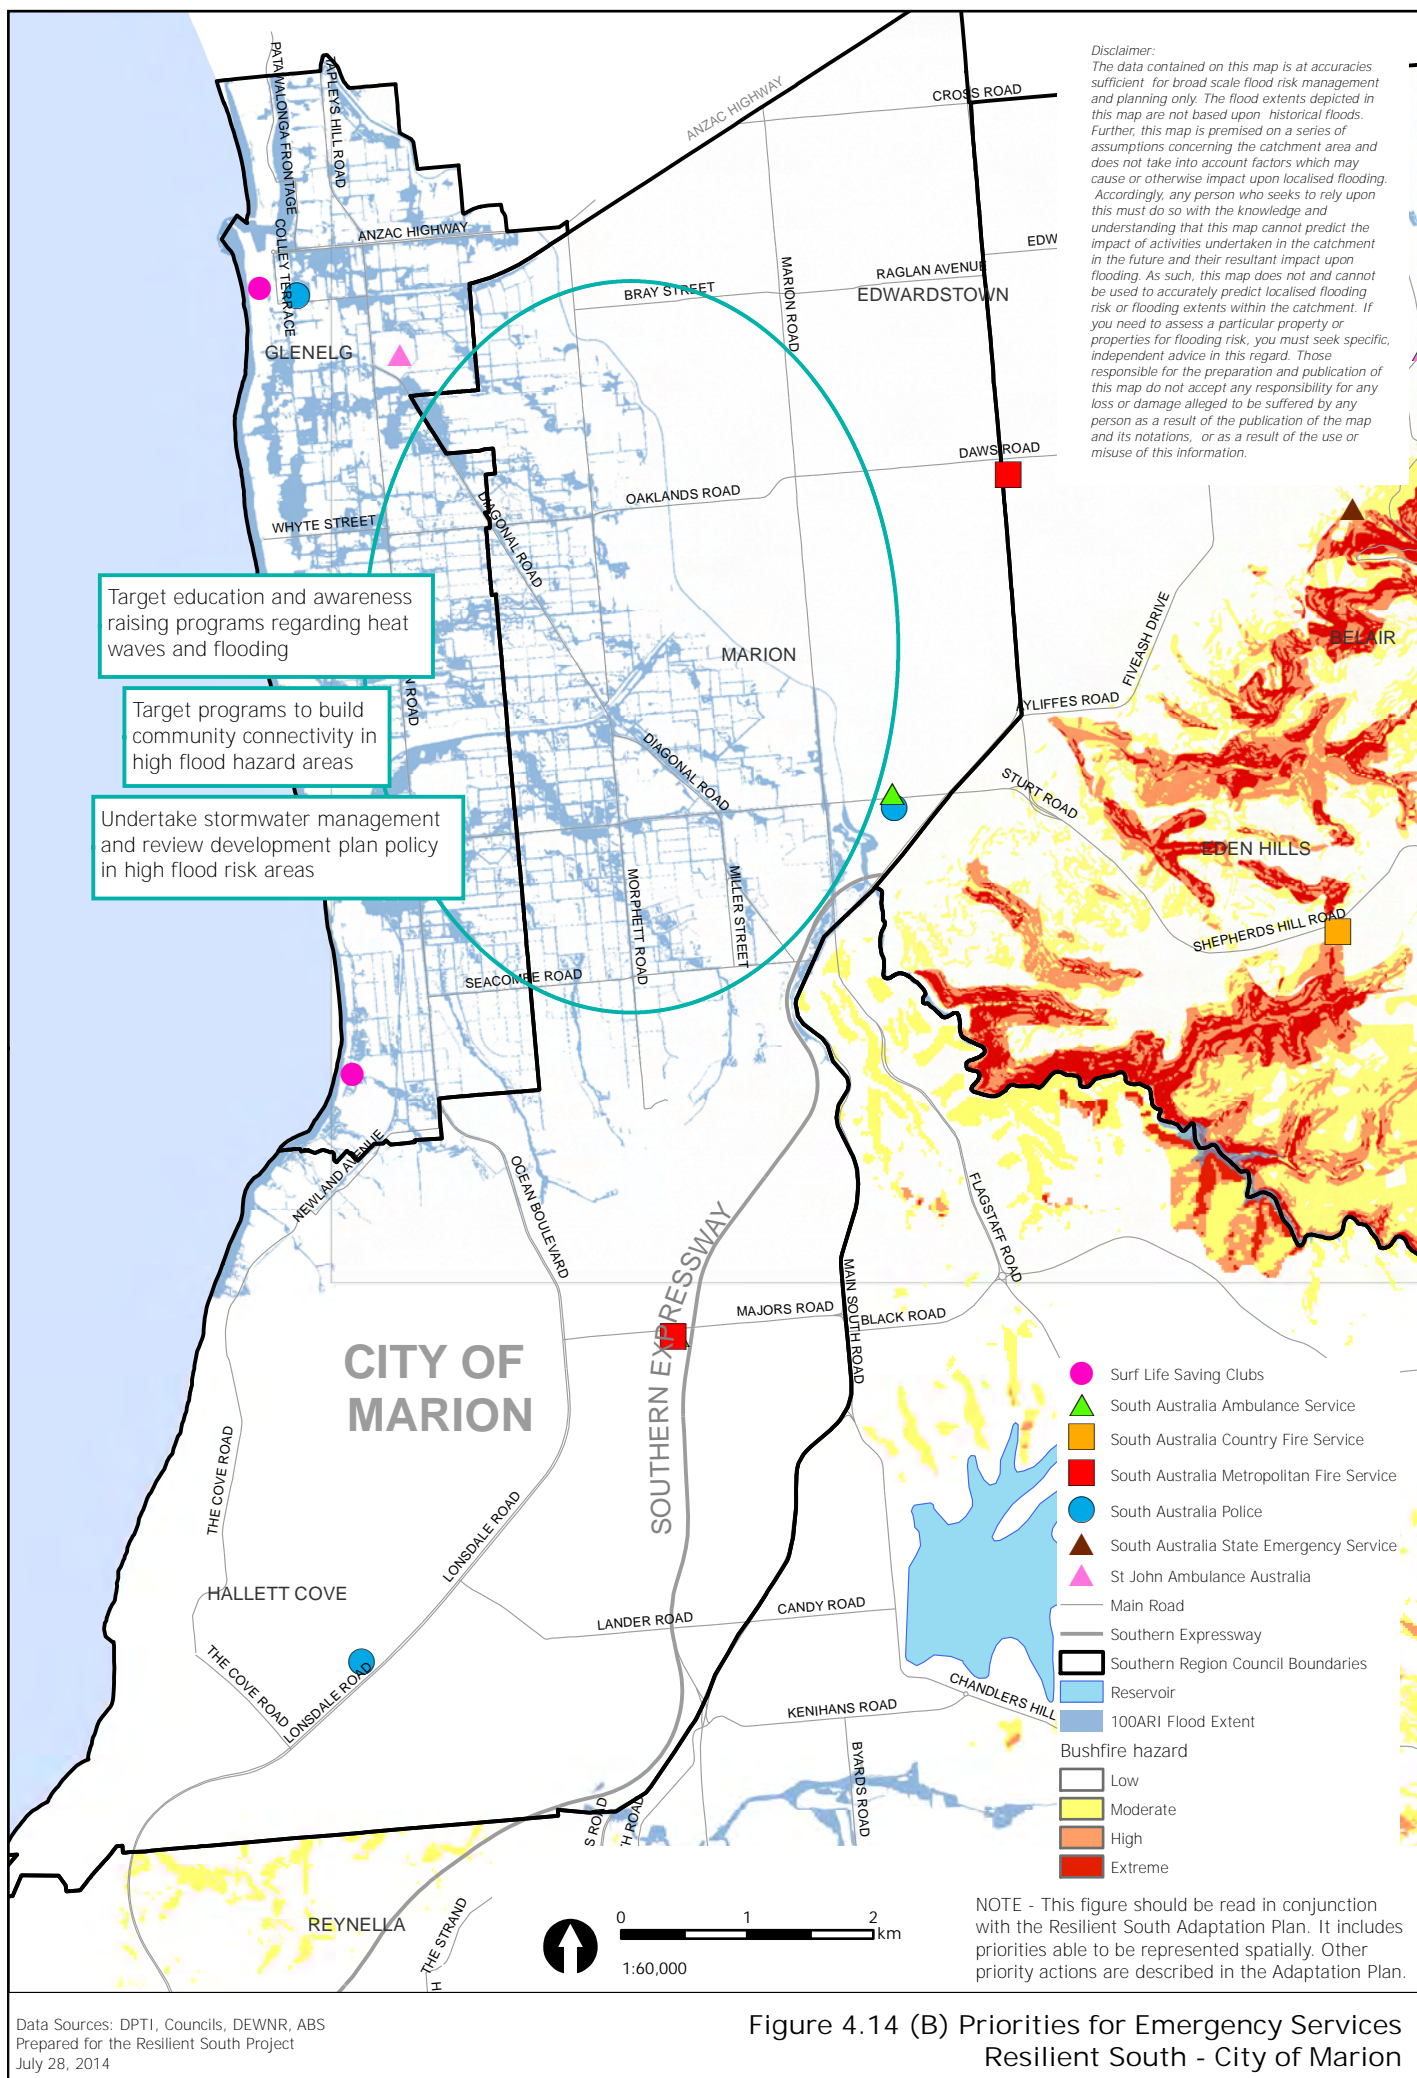 Disclaimer:
The data contained on this map is at accuracies
sufficient for broad scale flood risk management
and planning only. The flood extents depicted in
this map are not based upon historical floods.
Further, this map is premised on a series of
assumptions concerning the catchment area and
does not take into account factors which may
cause or otherwise impact upon localised flooding.
Accordingly, any person who seeks to rely upon
this must do so with the knowledge and
understanding that this map cannot predict the
impact of activities undertaken in the catchment
in the future and their resultant impact upon
flooding. As such, this map does not and cannot
be used to accurately predict localised flooding
risk or flooding extents within the catchment. If
you need to assess a particular property or
properties for flooding risk, you must seek specific,
independent advice in this regard. Those
responsible for the preparation and publication of
this map do not accept any responsibility for any
loss or damage alleged to be suffered by any
person as a result of the publication of the map
and its notations, or as a result of the use or
misuse of this information.
PATAWALONGA FRONTAGE
TAPLEYS HILL ROAD
ANZAC HIGHWAY
CROSS ROAD
COLLEY TERRACE
ANZAC HIGHWAY
MARION ROAD
EDW
RAGLAN AVENUE
BRAY STREET
EDWARDSTOWN
GLENELG
DAWS ROAD
OAKLANDS ROAD
WHYTE STREET
DIAGONAL ROAD
Target education and awareness
raising programs regarding heat
waves and flooding
FIVEASH DRIVE
BELAIR
MARION
N ROAD
AYLIFFES ROAD
Target programs to build
community connectivity in
high flood hazard areas
DIAGONAL ROAD
STURT ROAD
Undertake stormwater management
and review development plan policy
in high flood risk areas
EDEN HILLS
MORPHETT ROAD
MILLER STREET
SHEPHERDS HILL ROAD
SEACOMBE ROAD
NEWLAND AVENUE
OCEAN BOULEVARD
FLAGSTAFF ROAD
SOUTHERN EXPRESSWAY
MAIN SOUTH ROAD
MAJORS ROAD
BLACK ROAD
CITY OF
MARION
THE COVE ROAD
LONSDALE ROAD
HALLETT COVE
LANDER ROAD
CANDY ROAD
THE COVE ROAD
LONSDALE ROAD
CHANDLERS HILL
KENIHANS ROAD
BYARDS ROAD
S ROAD
TH ROAD
REYNELLA
THE STRAND
H
Surf Life Saving Clubs
South Australia Ambulance Service
South Australia Country Fire Service
South Australia Metropolitan Fire Service
South Australia Police
South Australia State Emergency Service
St John Ambulance Australia
Main Road
Southern Expressway
Southern Region Council Boundaries
Reservoir
100ARI Flood Extent
Bushfire hazard
Low
Moderate
High
Extreme
0 1 2
km
1:60,000
NOTE - This figure should be read in conjunction
with the Resilient South Adaptation Plan. It includes
priorities able to be represented spatially. Other
priority actions are described in the Adaptation Plan.
Data Sources: DPTI, Councils, DEWNR, ABS
Prepared for the Resilient South Project
July 28, 2014
Figure 4.14 (B) Priorities for Emergency Services
Resilient South - City of Marion